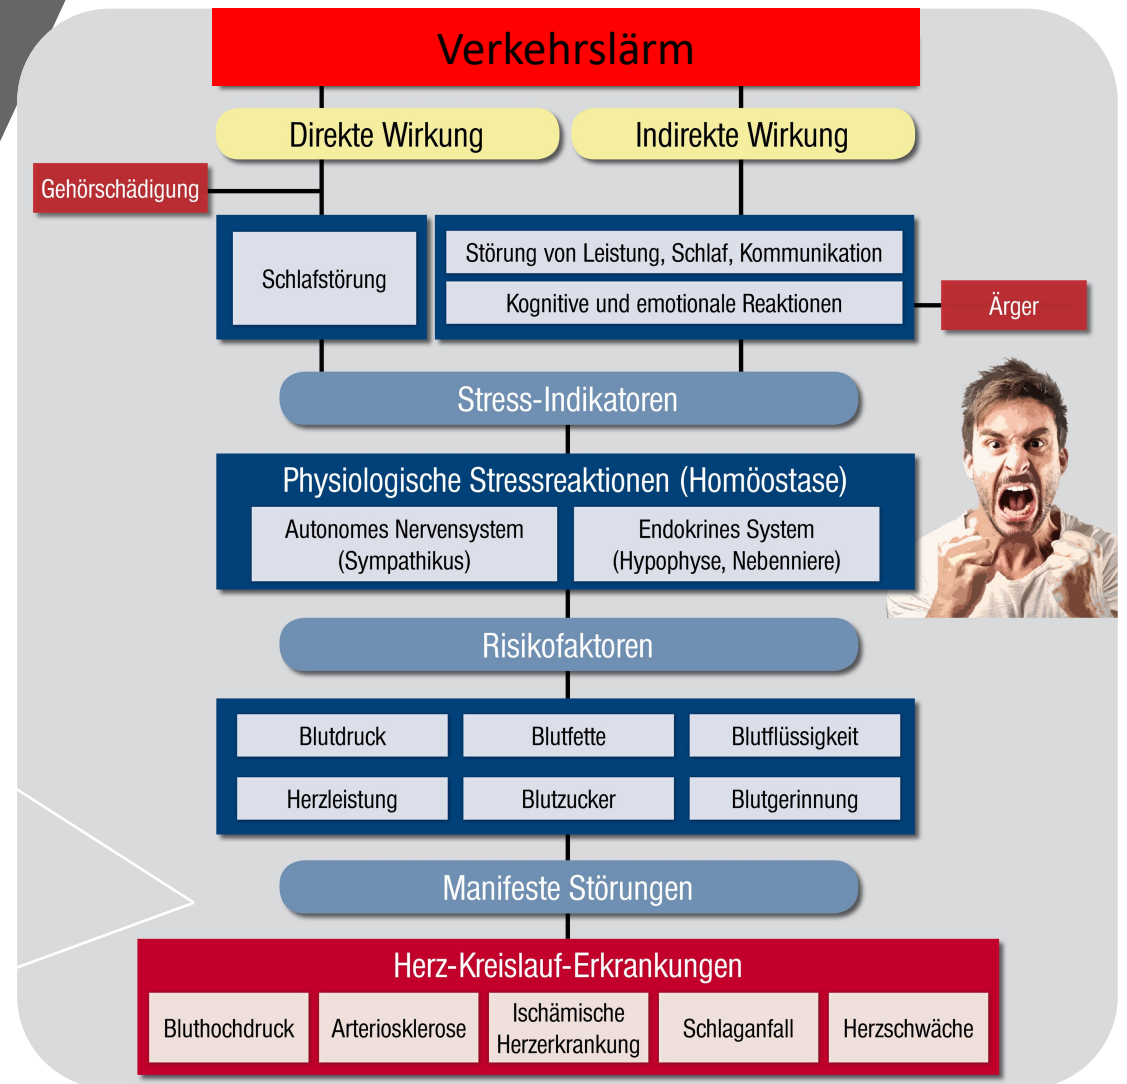 Verkehrslärm
Direkte Wirkung
Indirekte Wirkung
Gehörschädigung
Schlafstörung
Störung von Leistung, Schlaf, Kommunikation
Kognitive und emotionale Reaktionen
Ärger
Stress-Indikatoren
Physiologische Stressreaktionen (Homöostase)
Autonomes Nervensystem
(Sympathikus)
Endokrines System
(Hypophyse, Nebenniere)
Risikofaktoren
Blutdruck
Blutfette
Blutflüssigkeit
Herzleistung
Blutzucker
Blutgerinnung
Manifeste Störungen
Herz-Kreislauf-Erkrankungen
Bluthochdruck
Arteriosklerose
Ischämische
Herzerkrankung
Schlaganfall
Herzschwäche